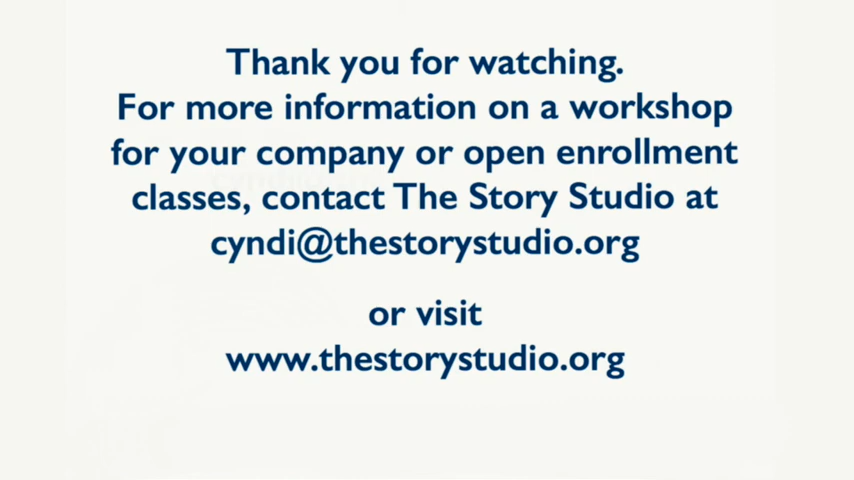 Thank you for watching.
For more information on a workshop
for your company or open enrollment
classes, contact The Story Studio at
cyndi@thestorystudio.org
or visit
www.thestorystudio.org